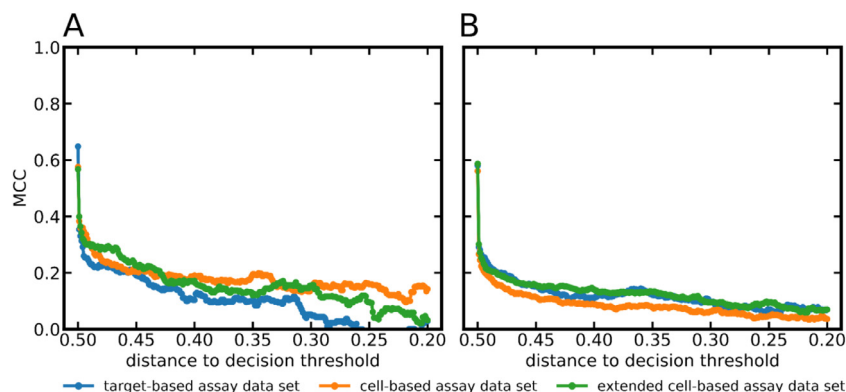 A B
1.0
0.8
0.6
0.4
0.2
0.0
MCC
0.50 0.45 0.40 0.35 0.30 0.25 0.20
distance to decision threshold
0.50 0.45 0.40 0.35 0.30 0.25 0.20
distance to decision threshold
target-based assay data set cell-based assay data set extended cell-based assay data set